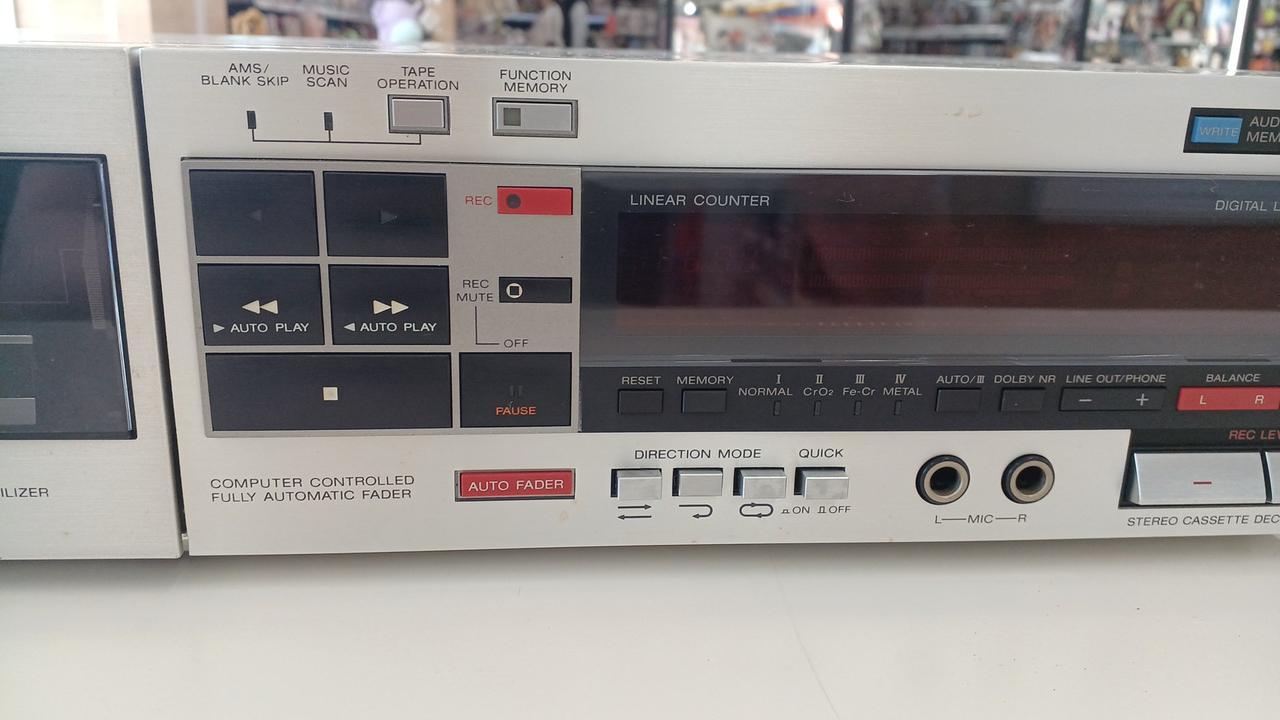 AMS/
BLANK SKIP
MUSIC
SCAN
TAPE
OPERATION
FUNCTION
MEMORY
WRITE
AUD
MEM
REC
LINEAR COUNTER
DIGITAL L
REC
MUTE
OFF
AUTO PLAY
AUTO PLAY
PAUSE
RESET
MEMORY
I
NORMAL
II
CrO2
III
Fe-Cr
IV
METAL
AUTO/III
DOLBY NR
LINE OUT/PHONE
− +
BALANCE
L R
REC LEV
ILIZER
COMPUTER CONTROLLED
FULLY AUTOMATIC FADER
AUTO FADER
DIRECTION MODE
QUICK
ON OFF
L—MIC—R
−
STEREO CASSETTE DEC